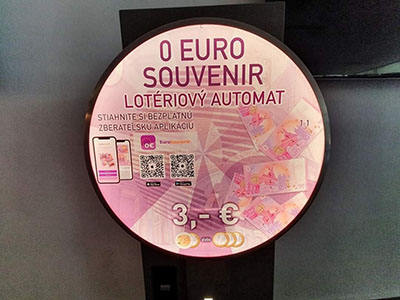 0 EURO
SOUVENIR
LOTÉRIOVÝ AUTOMAT
STIAHNITE SI BEZPLATNÚ
ZBERATEĽSKÚ APLIKÁCIU
3,- €